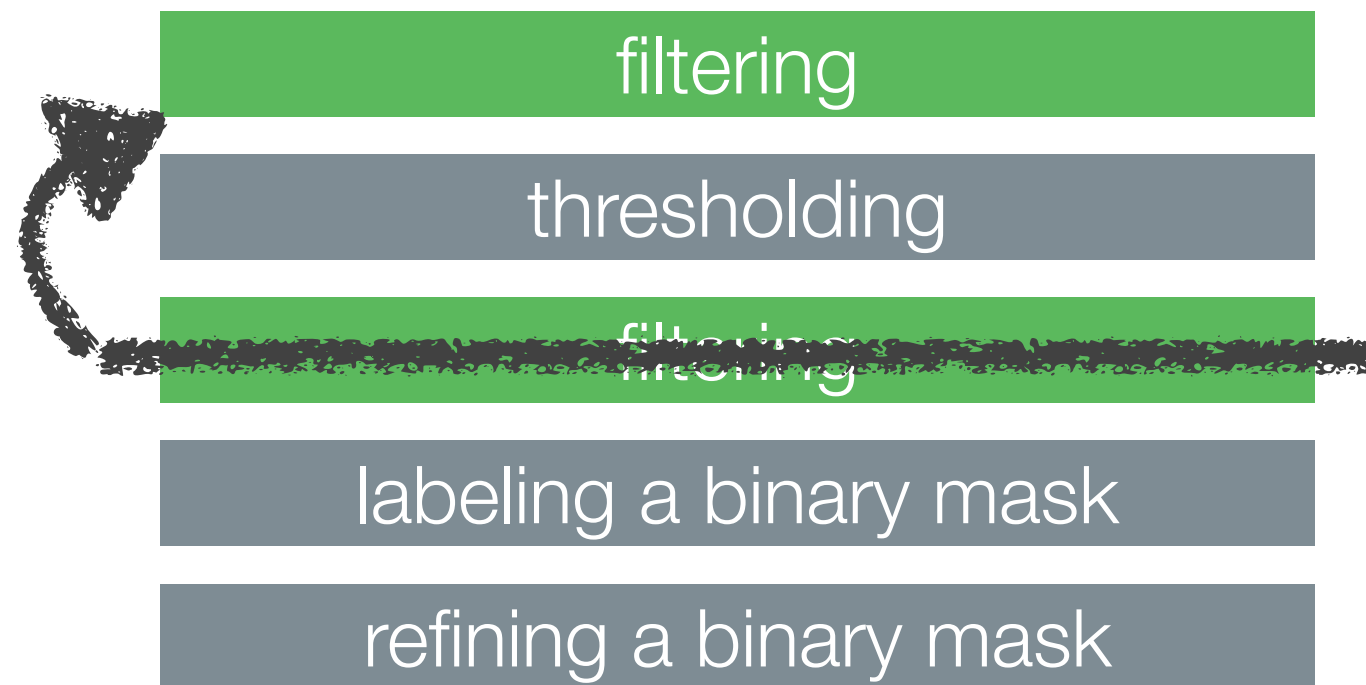 filtering
thresholding
filtering
labeling a binary mask
refining a binary mask